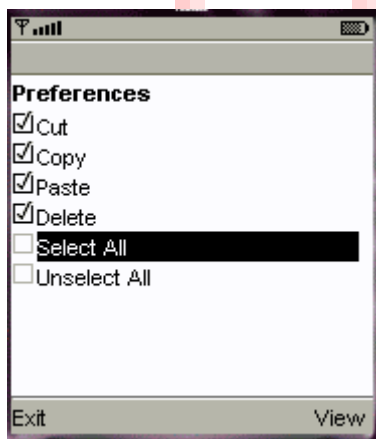 Preferences
Cut
Copy
Paste
Delete
Select All
Unselect All
Exit View